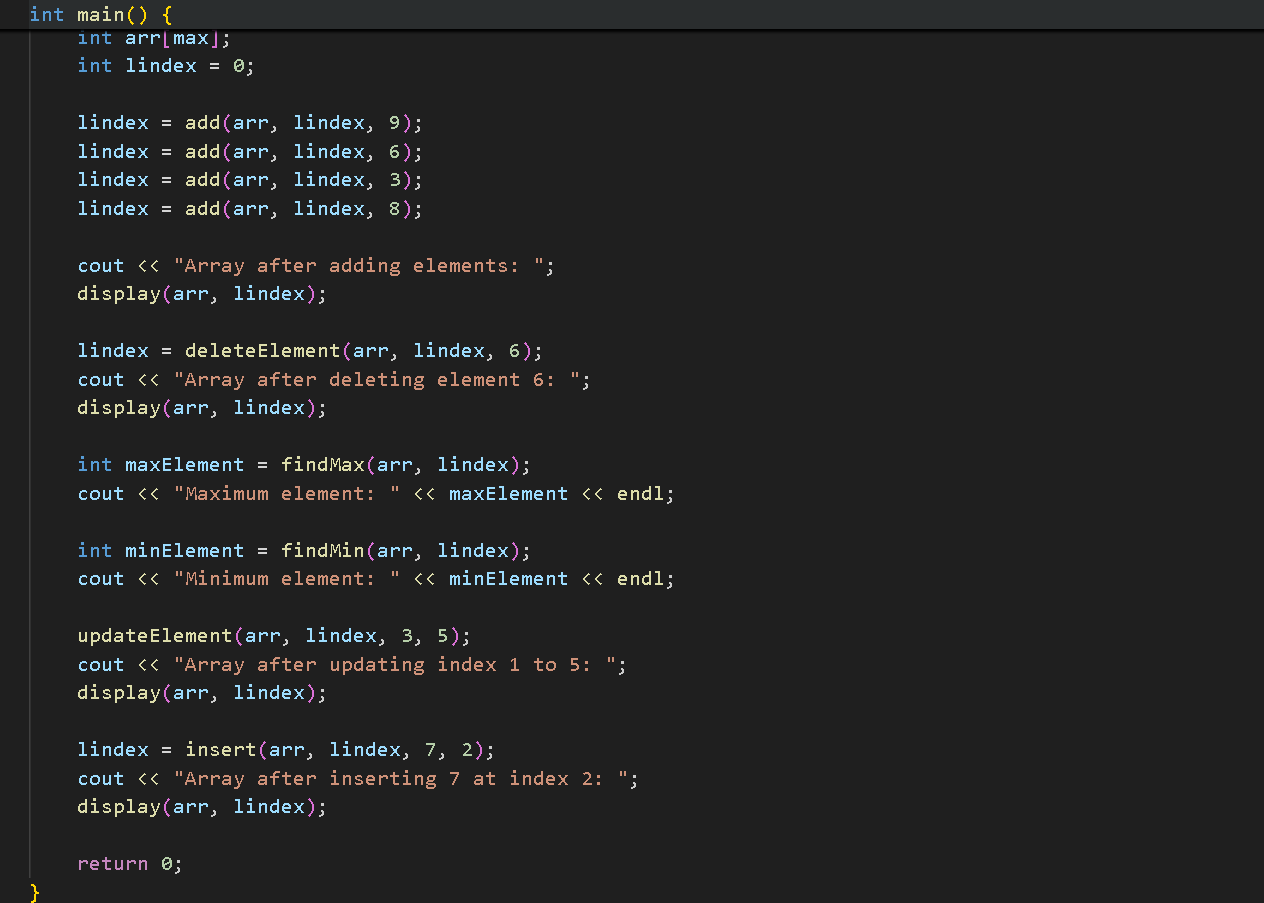 int main() {
    int arr[max];
    int lindex = 0;

    lindex = add(arr, lindex, 9);
    lindex = add(arr, lindex, 6);
    lindex = add(arr, lindex, 3);
    lindex = add(arr, lindex, 8);

    cout << "Array after adding elements: ";
    display(arr, lindex);

    lindex = deleteElement(arr, lindex, 6);
    cout << "Array after deleting element 6: ";
    display(arr, lindex);

    int maxElement = findMax(arr, lindex);
    cout << "Maximum element: " << maxElement << endl;

    int minElement = findMin(arr, lindex);
    cout << "Minimum element: " << minElement << endl;

    updateElement(arr, lindex, 3, 5);
    cout << "Array after updating index 1 to 5: ";
    display(arr, lindex);

    lindex = insert(arr, lindex, 7, 2);
    cout << "Array after inserting 7 at index 2: ";
    display(arr, lindex);

    return 0;
}